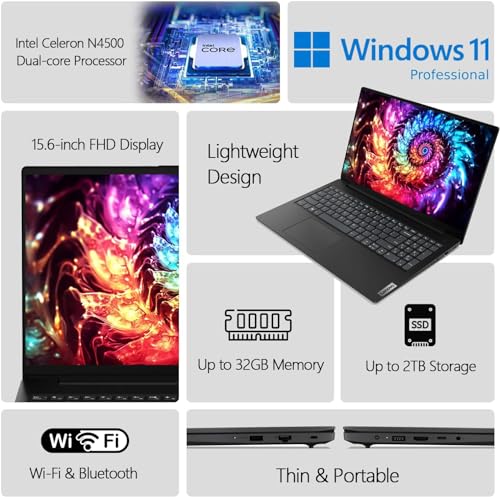 Intel Celeron N4500
Dual-core Processor
intel
CORE
Windows 11
Professional
15.6-inch FHD Display
Lightweight
Design
Lenovo
Up to 32GB Memory
SSD
Up to 2TB Storage
Wi Fi
Wi-Fi & Bluetooth
Thin & Portable